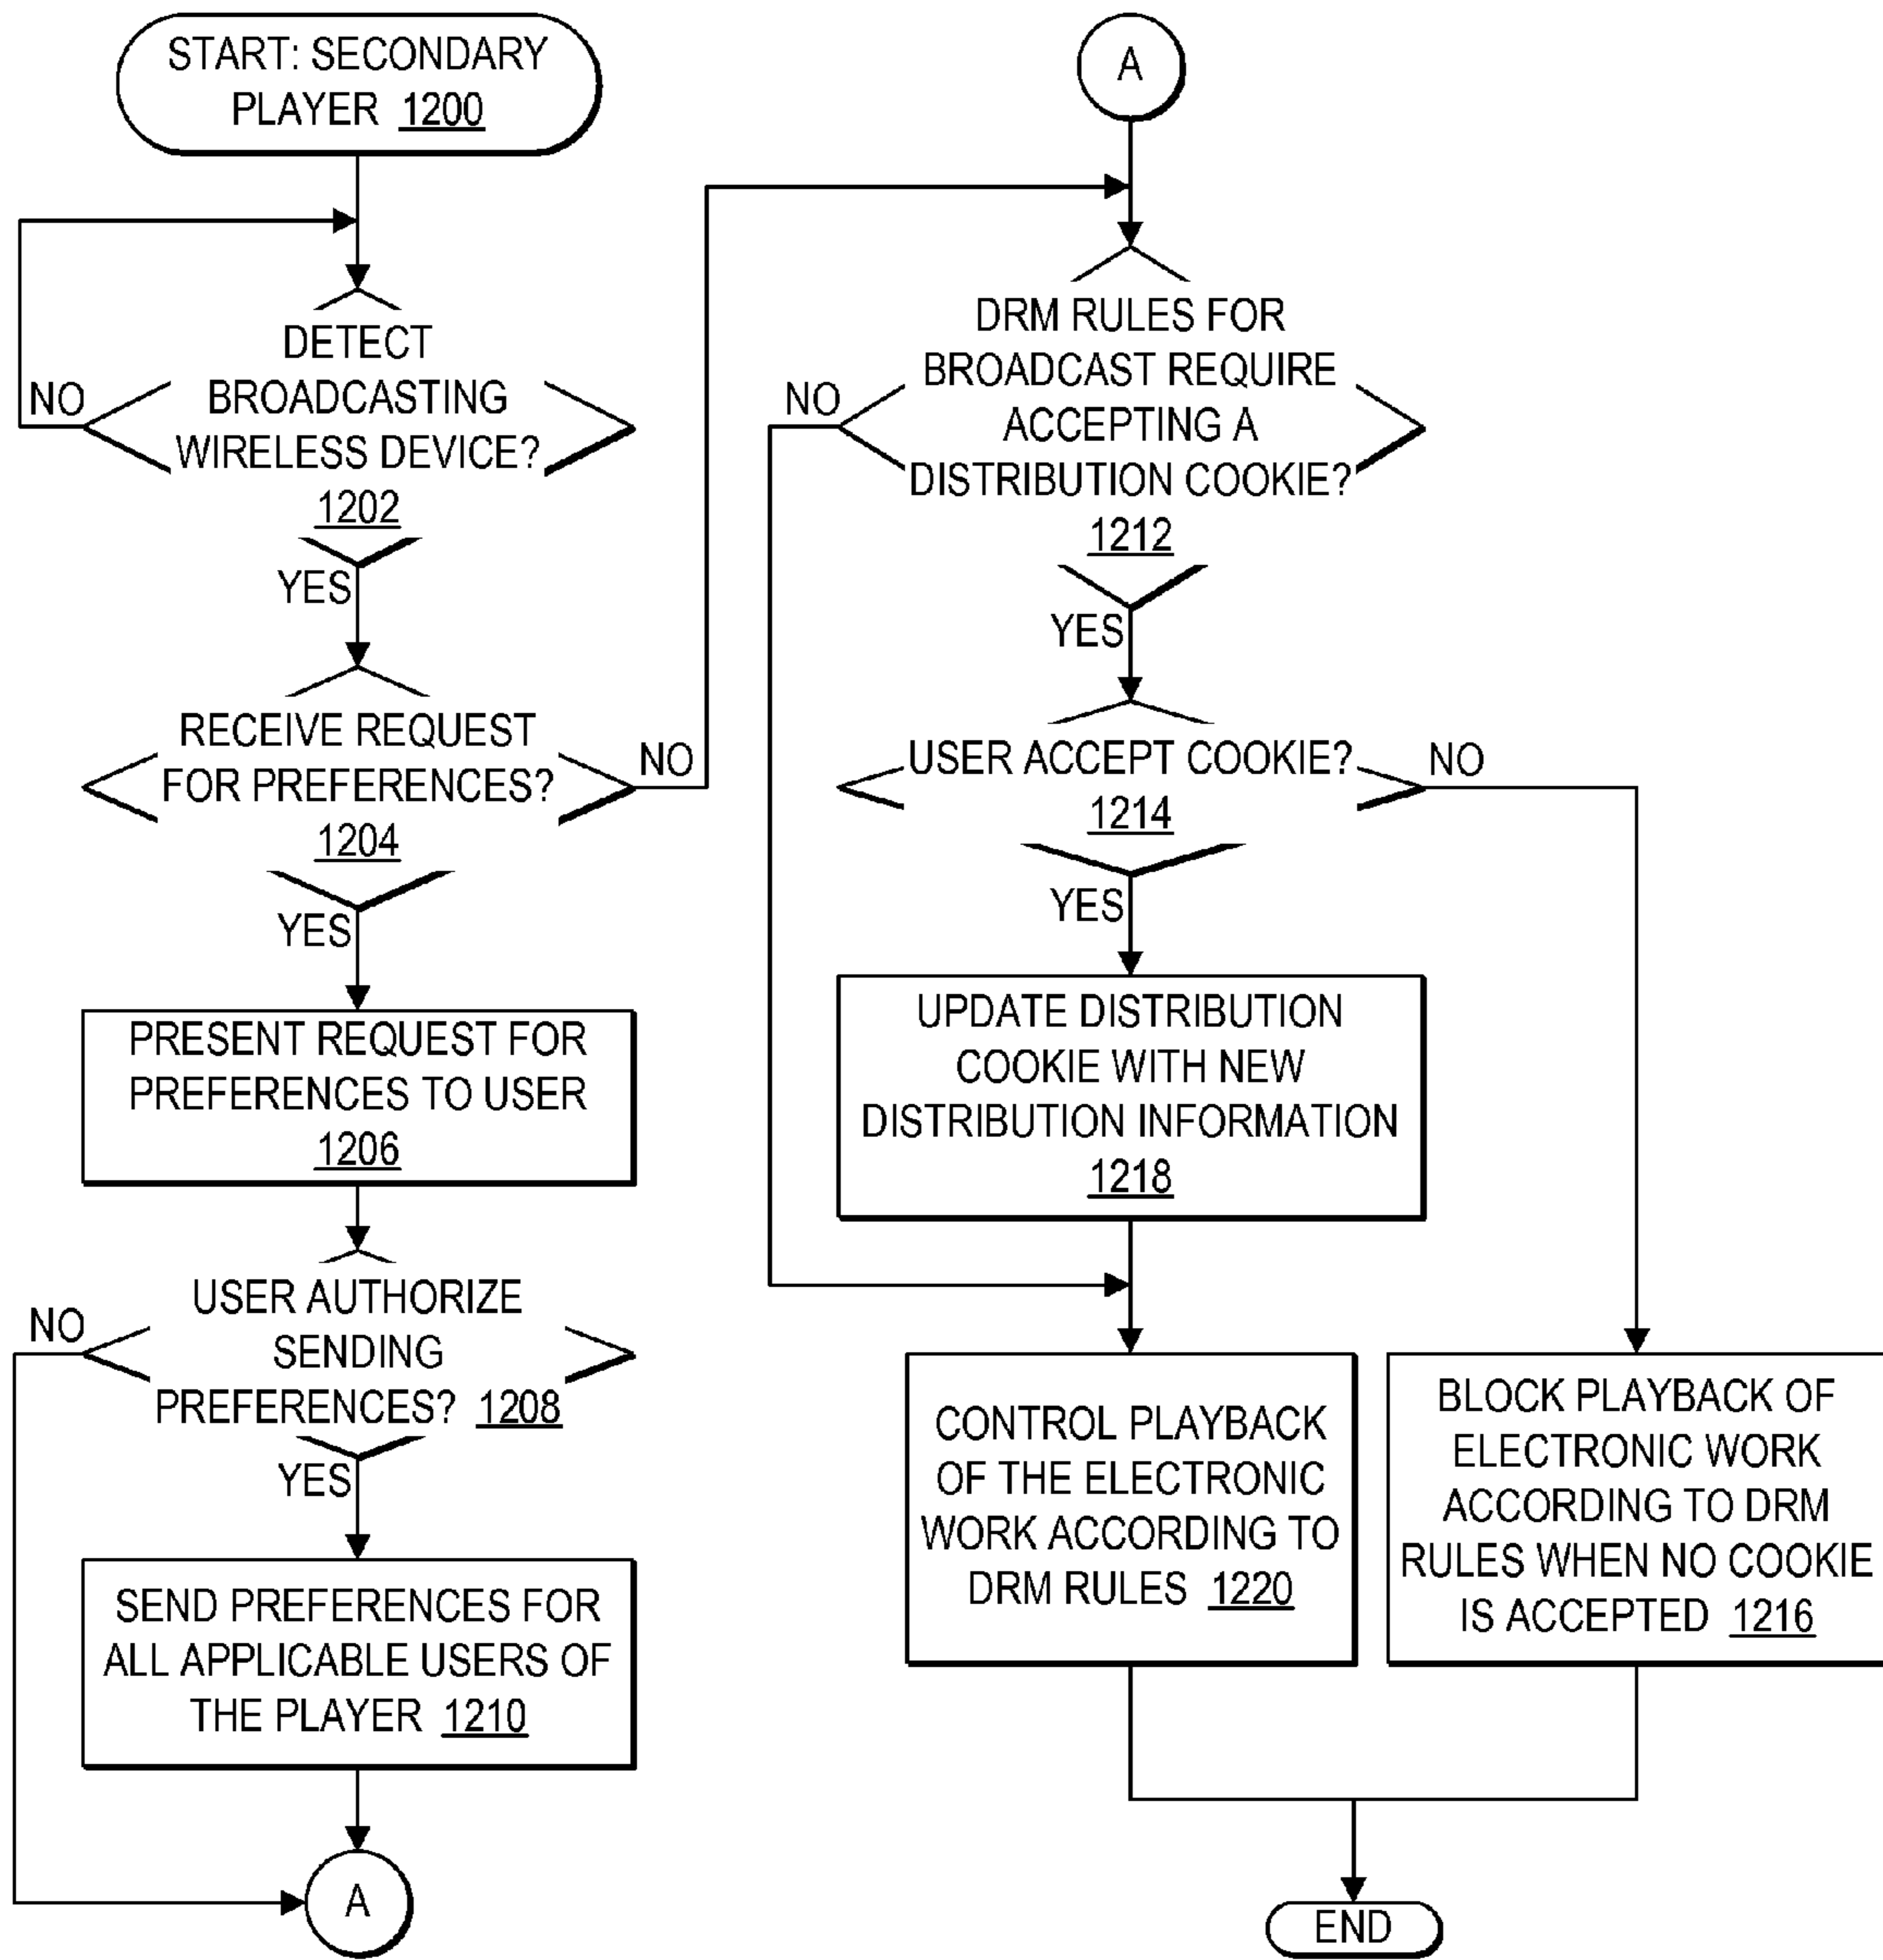 START: SECONDARY
PLAYER 1200
DETECT
BROADCASTING
WIRELESS DEVICE?
1202
NO
YES
RECEIVE REQUEST
FOR PREFERENCES?
1204
NO
YES
PRESENT REQUEST FOR
PREFERENCES TO USER
1206
USER AUTHORIZE
SENDING
PREFERENCES? 1208
NO
YES
SEND PREFERENCES FOR
ALL APPLICABLE USERS OF
THE PLAYER 1210
A
A
DRM RULES FOR
BROADCAST REQUIRE
ACCEPTING A
DISTRIBUTION COOKIE?
1212
NO
YES
USER ACCEPT COOKIE?
1214
NO
YES
UPDATE DISTRIBUTION
COOKIE WITH NEW
DISTRIBUTION INFORMATION
1218
CONTROL PLAYBACK
OF THE ELECTRONIC
WORK ACCORDING TO
DRM RULES 1220
BLOCK PLAYBACK OF
ELECTRONIC WORK
ACCORDING TO DRM
RULES WHEN NO COOKIE
IS ACCEPTED 1216
END